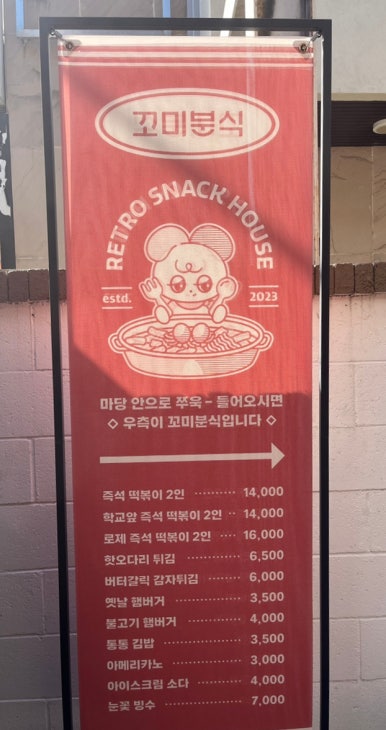 꼬미분식
RETRO SNACK HOUSE
estd. 2023
마당 안으로 쭈욱 - 들어오시면
◇ 우측이 꼬미분식입니다 ◇
즉석 떡볶이 2인 ·········· 14,000
학교앞 즉석 떡볶이 2인 ·· 14,000
로제 즉석 떡볶이 2인 ···· 16,000
핫오다리 튀김 ············ 6,500
버터갈릭 감자튀김 ········ 6,000
옛날 햄버거 ·············· 3,500
불고기 햄버거 ············ 4,000
통통 김밥 ················ 3,500
아메리카노 ··············· 3,000
아이스크림 소다 ·········· 4,000
눈꽃 빙수 ················ 7,000